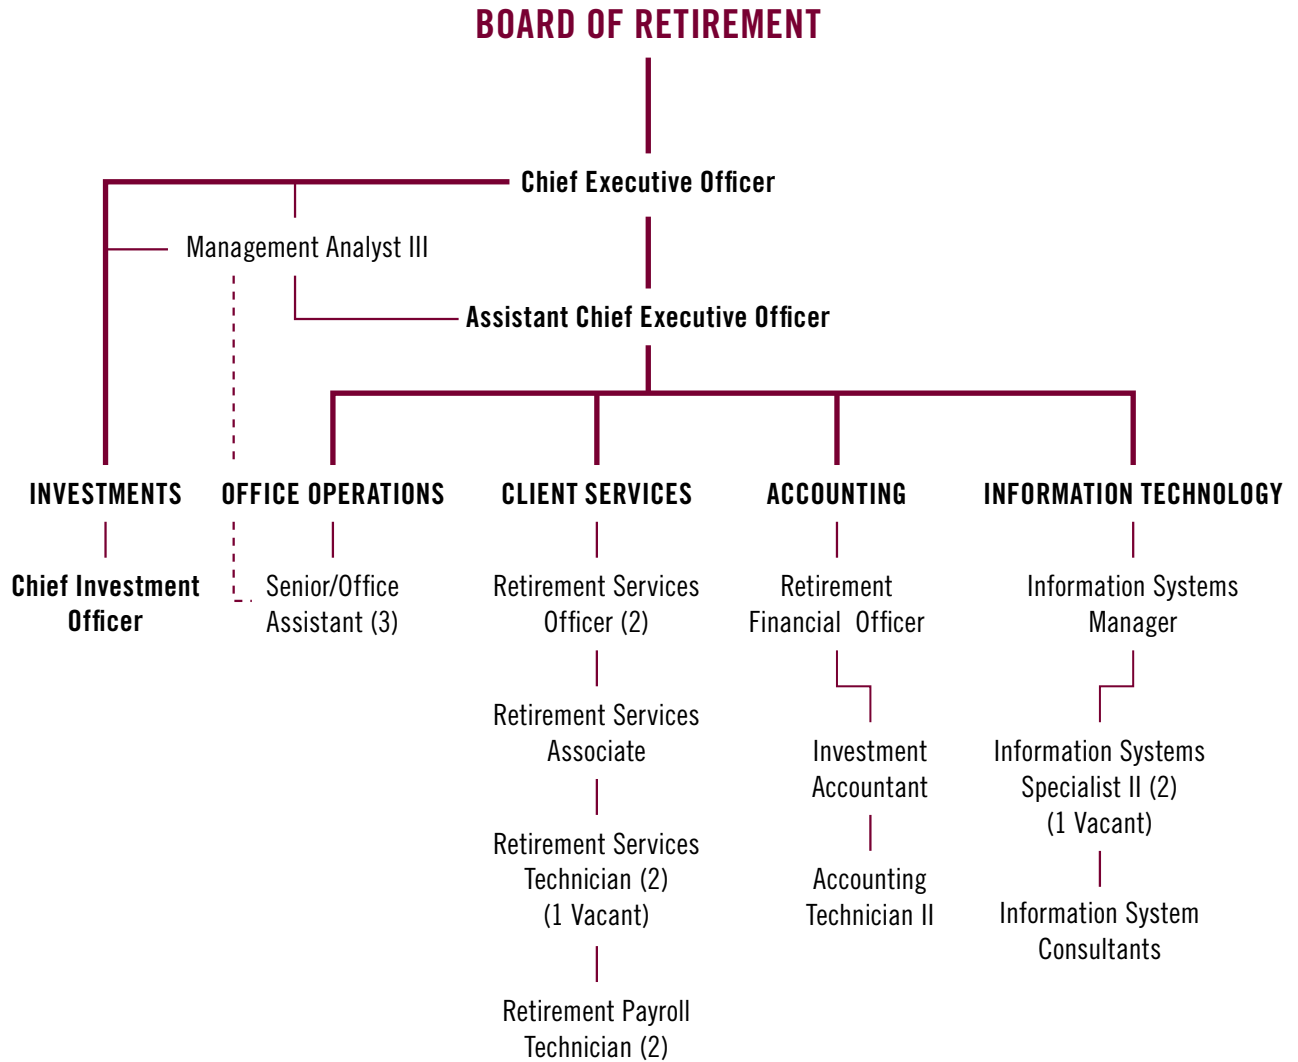 BOARD OF RETIREMENT
Chief Executive Officer
Management Analyst III
Assistant Chief Executive Officer
INVESTMENTS
Chief Investment
Officer
OFFICE OPERATIONS
Senior/Office
Assistant (3)
CLIENT SERVICES
Retirement Services
Officer (2)
Retirement Services
Associate
Retirement Services
Technician (2)
(1 Vacant)
Retirement Payroll
Technician (2)
ACCOUNTING
Retirement
Financial Officer
Investment
Accountant
Accounting
Technician II
INFORMATION TECHNOLOGY
Information Systems
Manager
Information Systems
Specialist II (2)
(1 Vacant)
Information System
Consultants